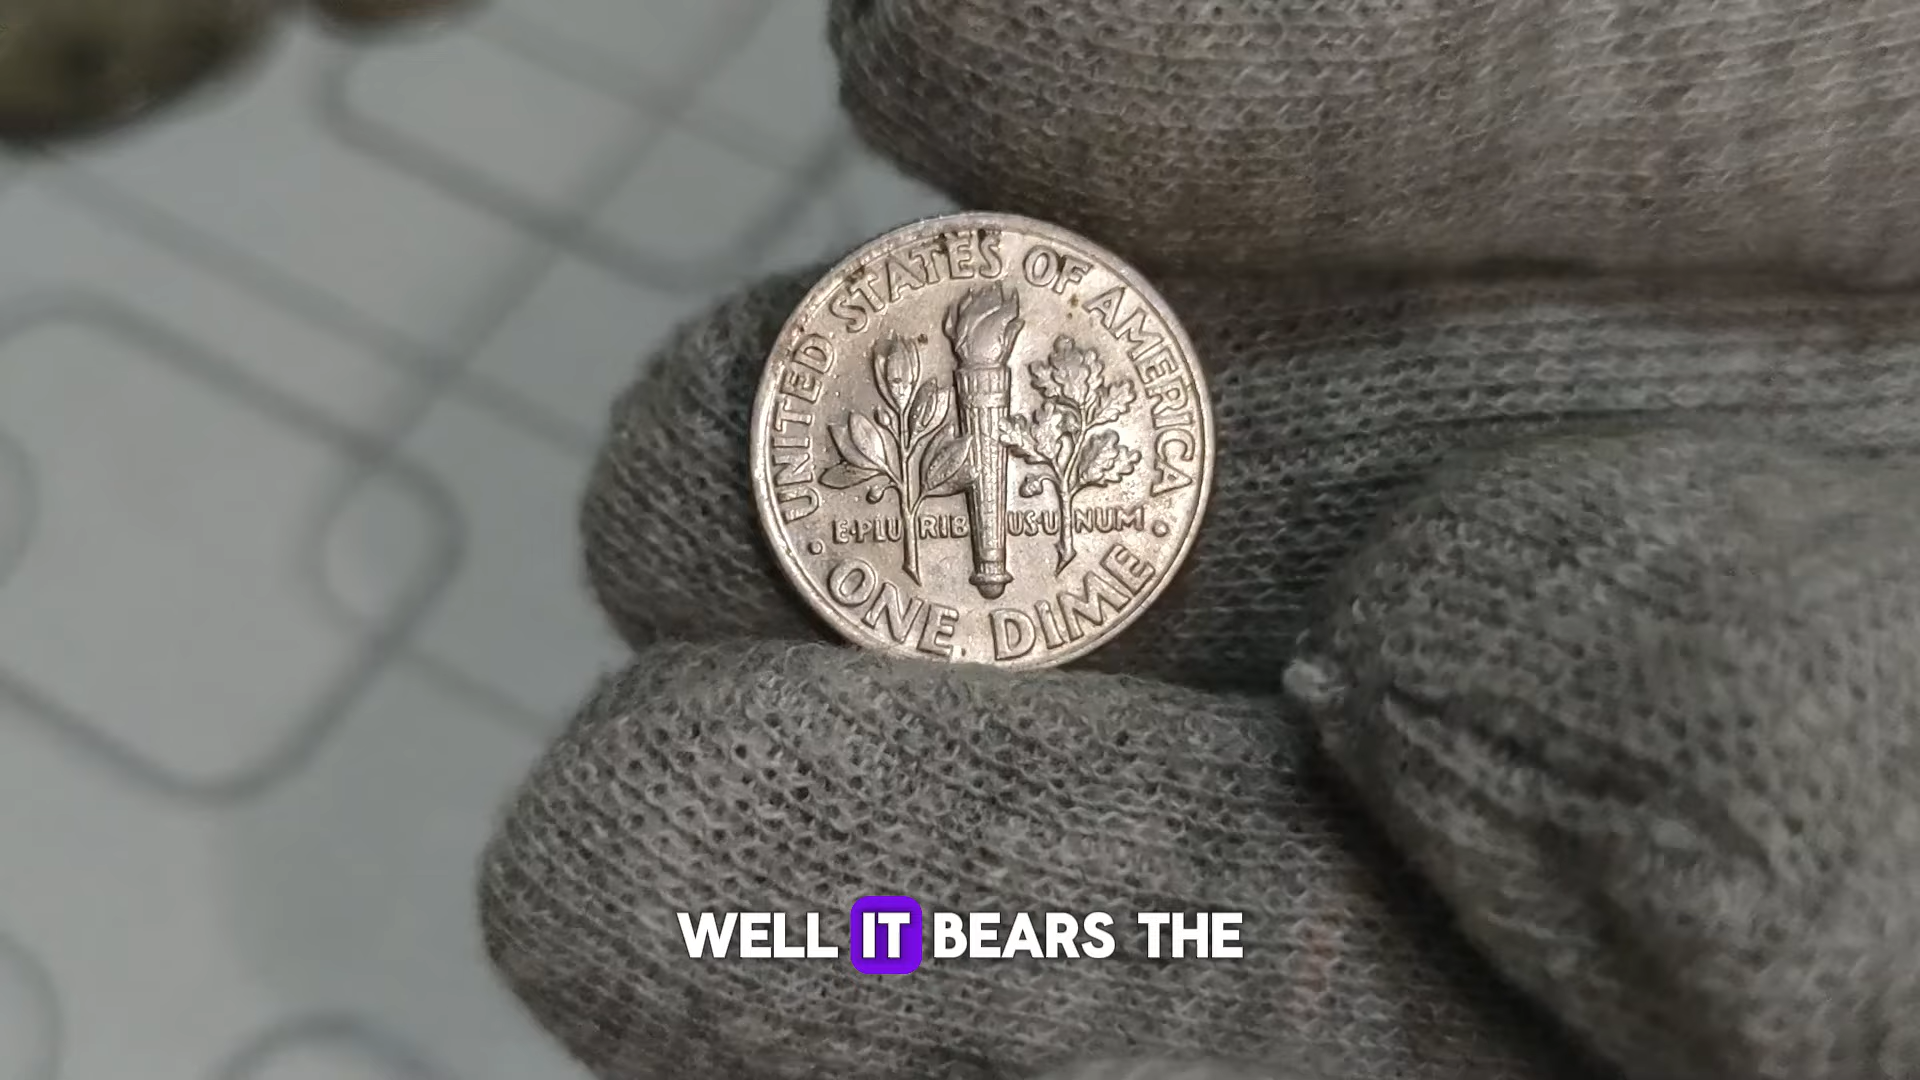 UNITED STATES OF AMERICA
E·PLURIBUS·UNUM
· ONE DIME ·
WELL IT BEARS THE